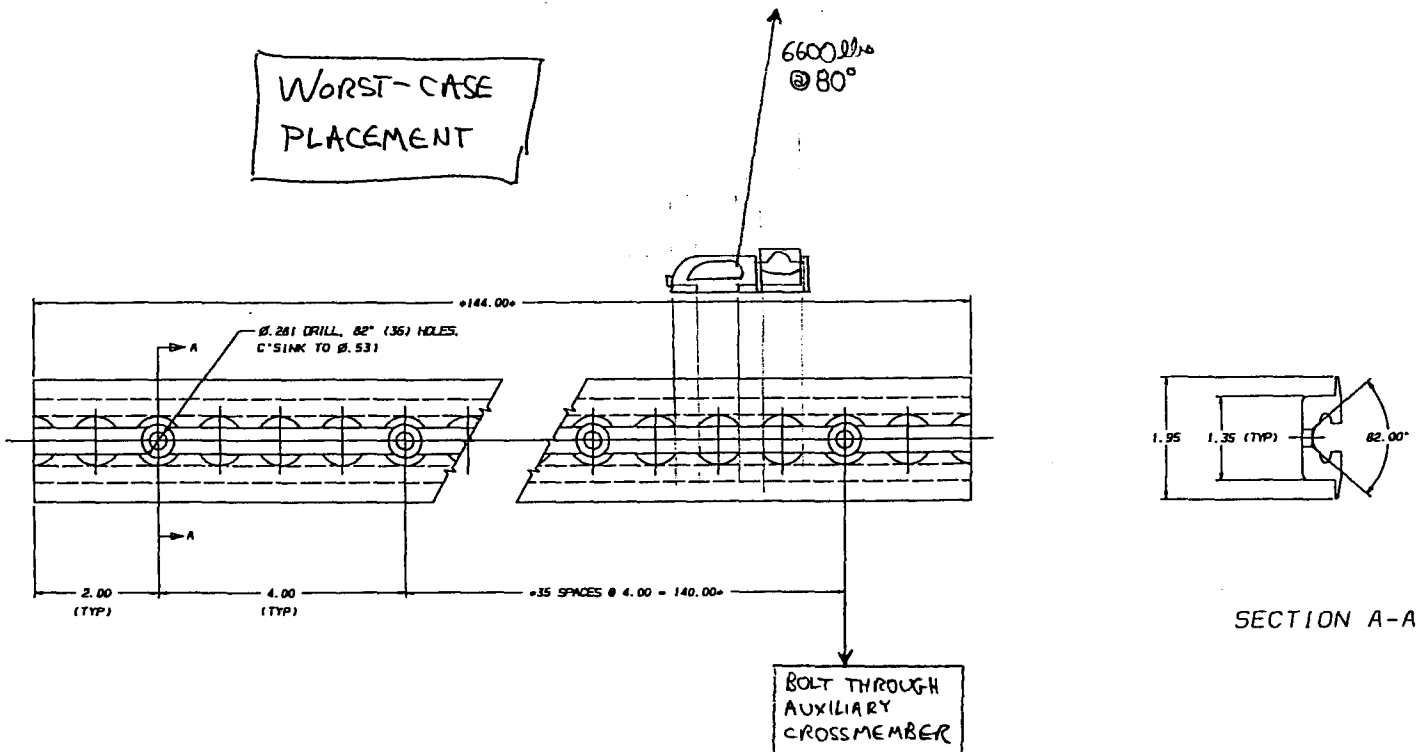 WORST-CASE
PLACEMENT
6600 lbs
@ 80°
*144.00*
Ø.281 DRILL, 82° (36) HOLES,
C'SINK TO Ø.531
A
A
2.00
(TYP)
4.00
(TYP)
*35 SPACES @ 4.00 = 140.00*
BOLT THROUGH
AUXILIARY
CROSSMEMBER
1.95
1.35 (TYP)
82.00°
SECTION A-A